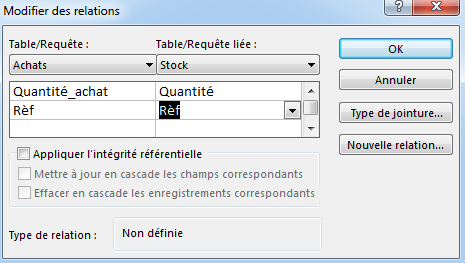 Modifier des relations
Table/Requête : Table/Requête liée :
Achats Stock
Quantité_achat Quantité
Rèf Rèf
Appliquer l'intégrité référentielle
Mettre à jour en cascade les champs correspondants
Effacer en cascade les enregistrements correspondants
Type de relation : Non définie
OK
Annuler
Type de jointure...
Nouvelle relation...